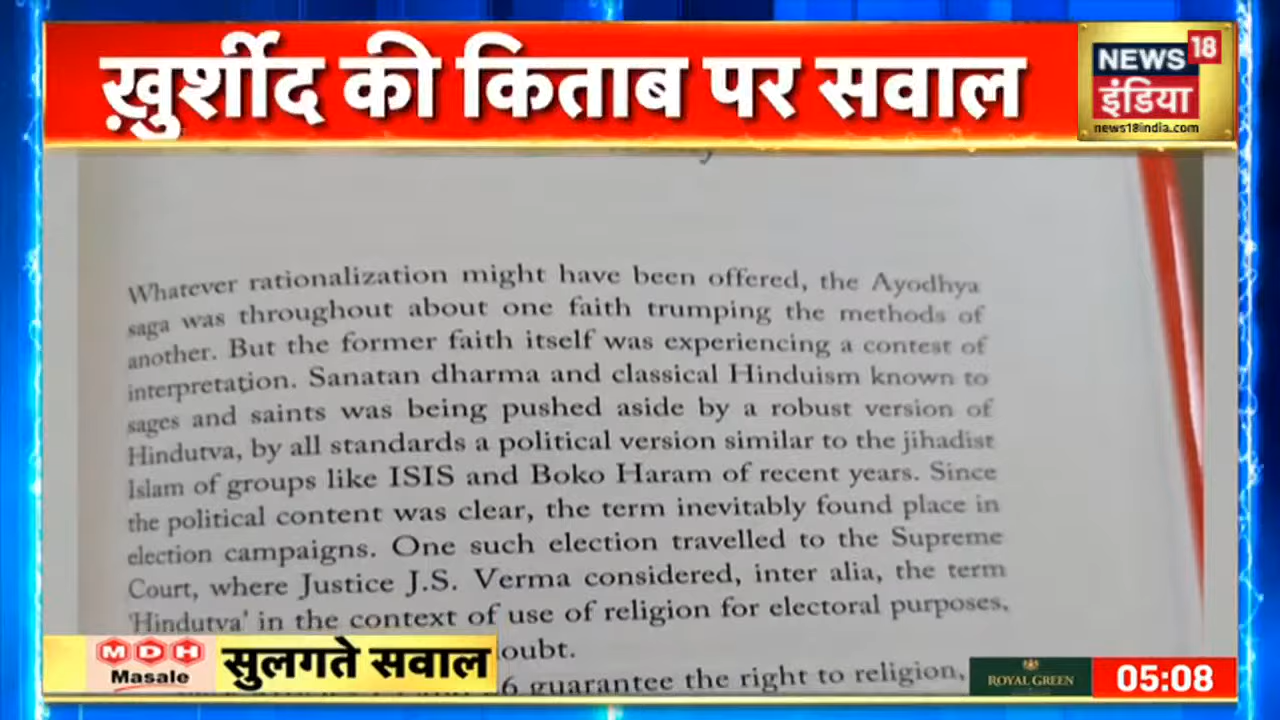 ख़ुर्शीद की किताब पर सवाल
NEWS 18
इंडिया
news18india.com
Whatever rationalization might have been offered, the Ayodhya
saga was throughout about one faith trumping the methods of
another. But the former faith itself was experiencing a contest of
interpretation. Sanatan dharma and classical Hinduism known to
sages and saints was being pushed aside by a robust version of
Hindutva, by all standards a political version similar to the jihadist
Islam of groups like ISIS and Boko Haram of recent years. Since
the political content was clear, the term inevitably found place in
election campaigns. One such election travelled to the Supreme
Court, where Justice J.S. Verma considered, inter alia, the term
'Hindutva' in the context of use of religion for electoral purposes,
oubt.
6 guarantee the right to religion,
MDH
Masale
सुलगते सवाल
ROYAL GREEN
05:08